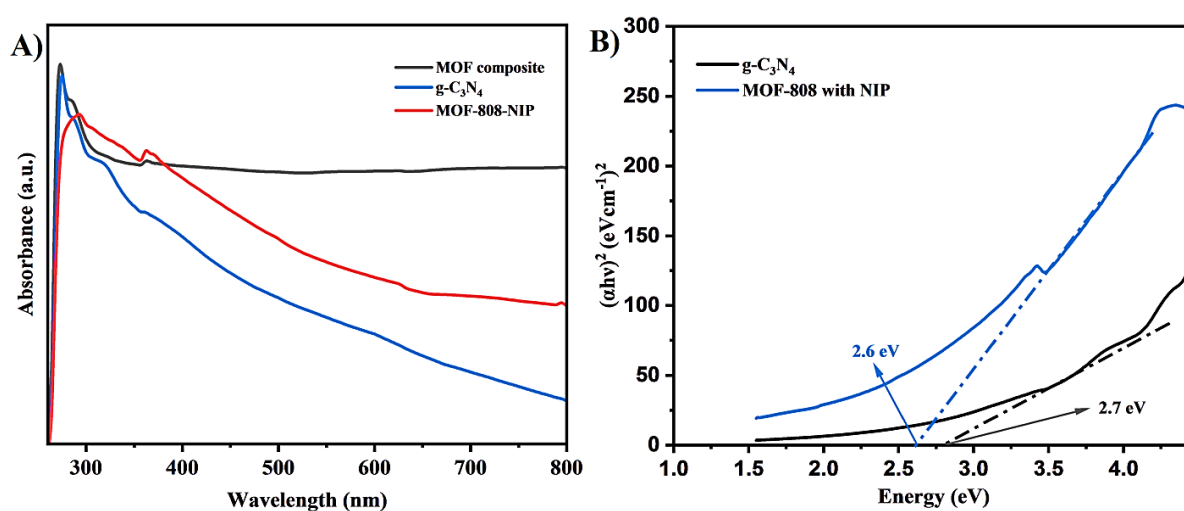 A)
MOF composite
g-C₃N₄
MOF-808-NIP
Absorbance (a.u.)
300 400 500 600 700 800
Wavelength (nm)
B)
g-C₃N₄
MOF-808 with NIP
300
250
200
150
100
50
0
(αhν)² (eVcm⁻¹)²
2.6 eV
2.7 eV
1.0 1.5 2.0 2.5 3.0 3.5 4.0
Energy (eV)